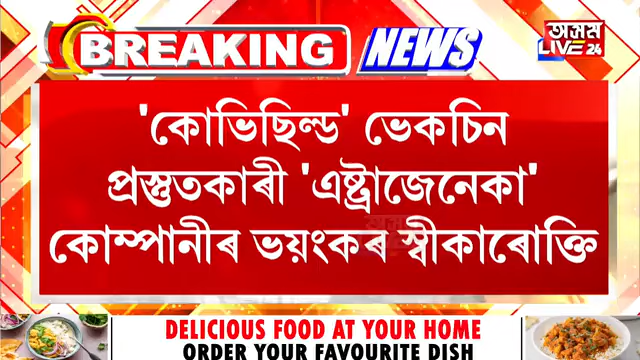 BREAKING NEWS
অসম
LIVE 24
'কোভিছিল্ড' ভেকচিন
প্ৰস্তুতকাৰী 'এষ্ট্ৰাজেনেকা'
কোম্পানীৰ ভয়ংকৰ স্বীকাৰোক্তি
DELICIOUS FOOD AT YOUR HOME
ORDER YOUR FAVOURITE DISH